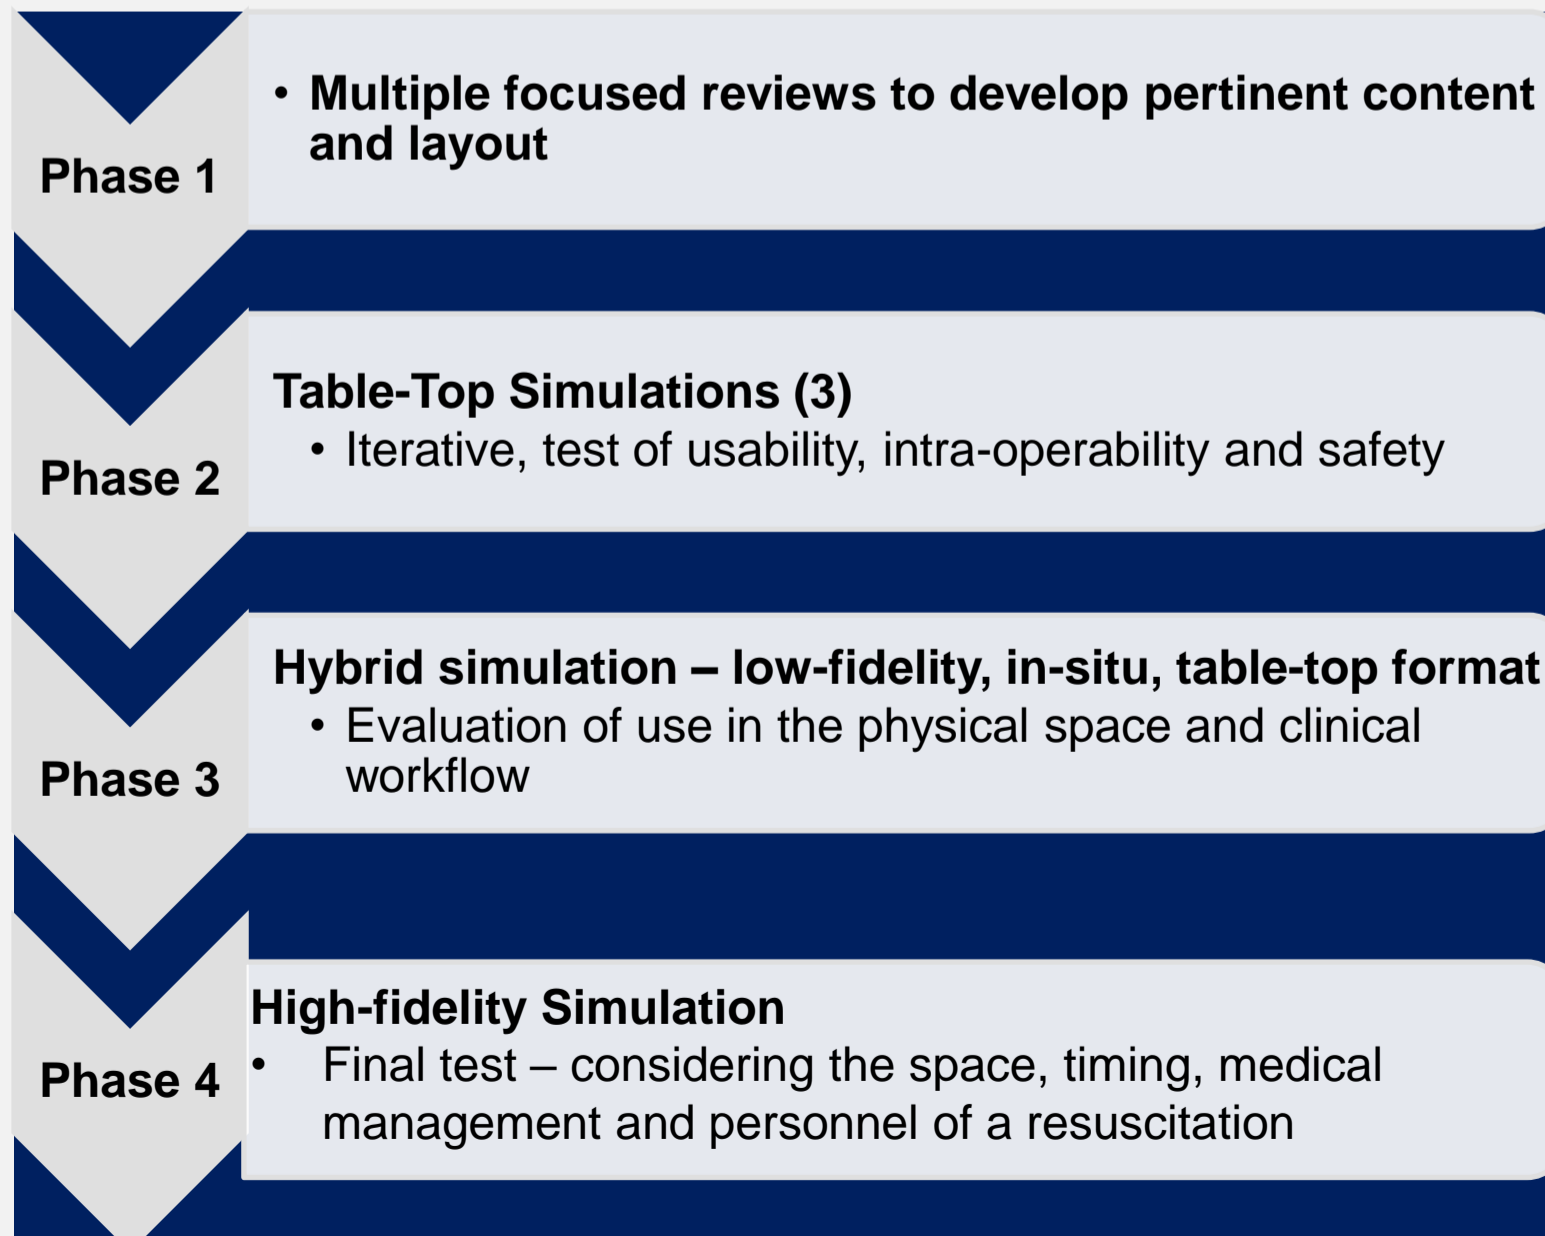 Phase 1
• Multiple focused reviews to develop pertinent content
and layout
Phase 2
Table-Top Simulations (3)
• Iterative, test of usability, intra-operability and safety
Phase 3
Hybrid simulation – low-fidelity, in-situ, table-top format
• Evaluation of use in the physical space and clinical
workflow
Phase 4
High-fidelity Simulation
• Final test – considering the space, timing, medical
management and personnel of a resuscitation